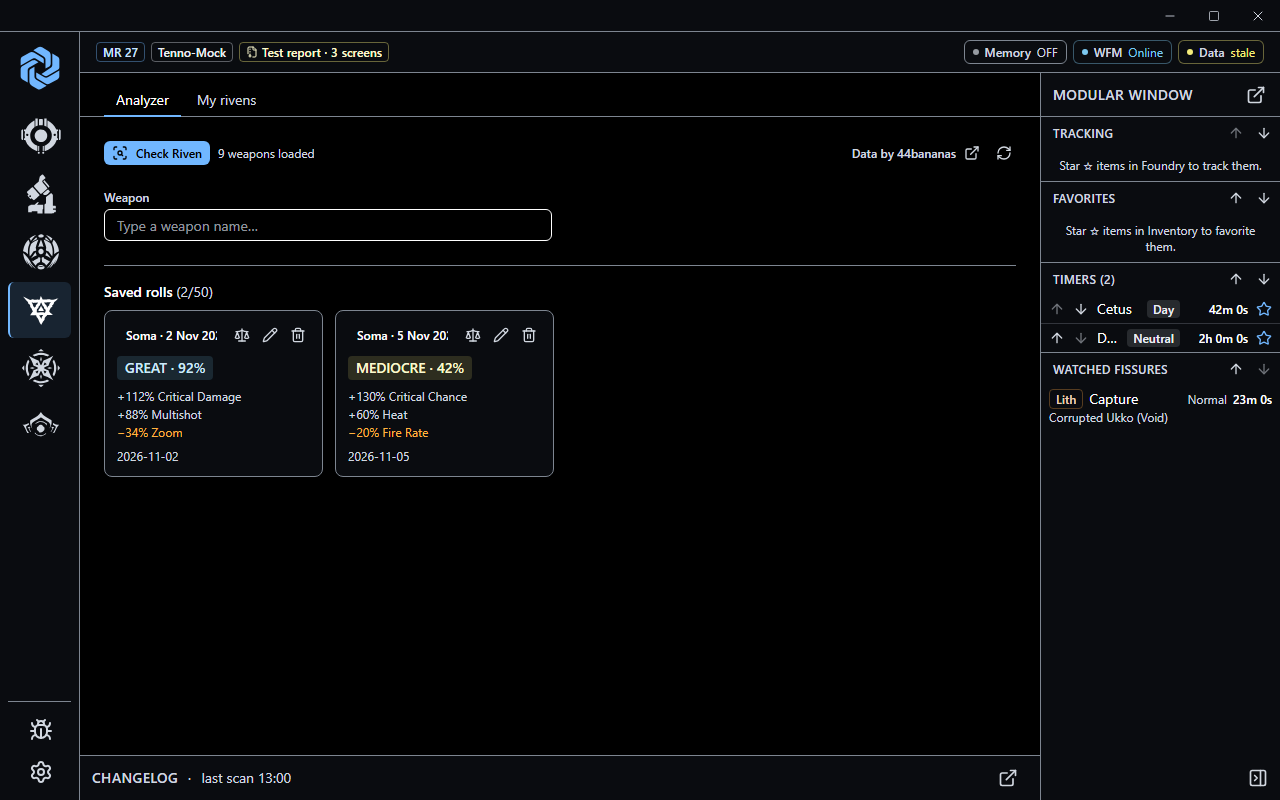 MR 27
Tenno-Mock
Test report · 3 screens
Memory OFF
WFM Online
Data stale
Analyzer
My rivens
Check Riven
9 weapons loaded
Data by 44bananas
Weapon
Type a weapon name...
Saved rolls (2/50)
Soma · 2 Nov 202
GREAT · 92%
+112% Critical Damage
+88% Multishot
−34% Zoom
2026-11-02
Soma · 5 Nov 202
MEDIOCRE · 42%
+130% Critical Chance
+60% Heat
−20% Fire Rate
2026-11-05
MODULAR WINDOW
TRACKING
Star ☆ items in Foundry to track them.
FAVORITES
Star ☆ items in Inventory to favorite
them.
TIMERS (2)
Cetus Day 42m 0s
D... Neutral 2h 0m 0s
WATCHED FISSURES
Lith Capture Normal 23m 0s
Corrupted Ukko (Void)
CHANGELOG · last scan 13:00